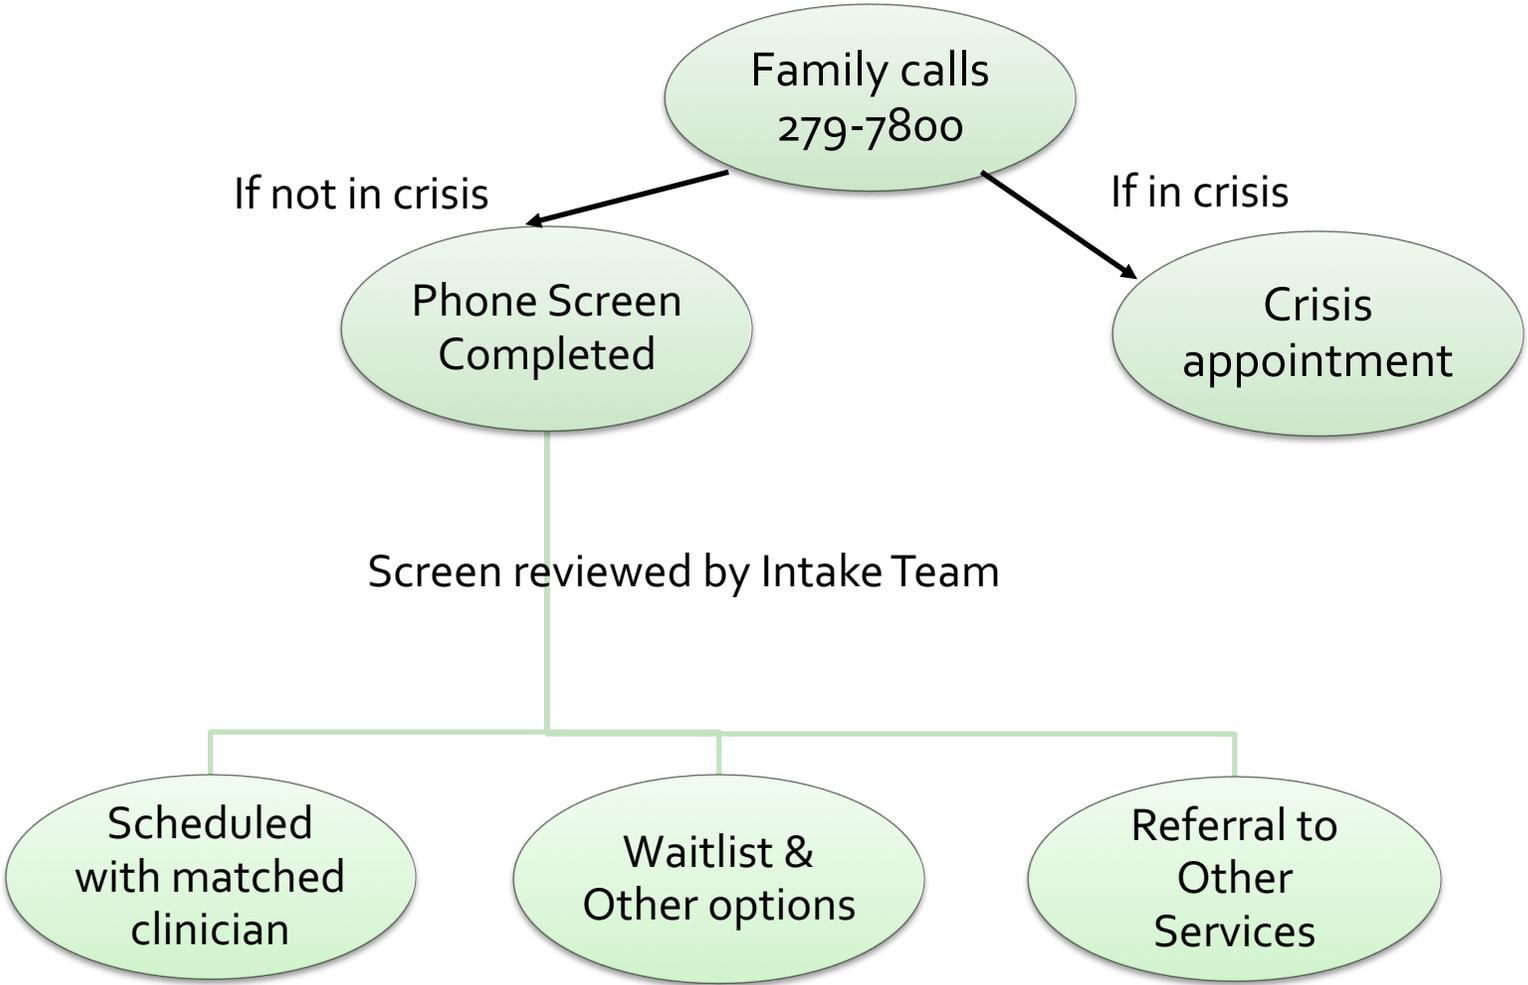 Family calls
279-7800
If not in crisis
If in crisis
Phone Screen
Completed
Crisis
appointment
Screen reviewed by Intake Team
Scheduled
with matched
clinician
Waitlist &
Other options
Referral to
Other
Services